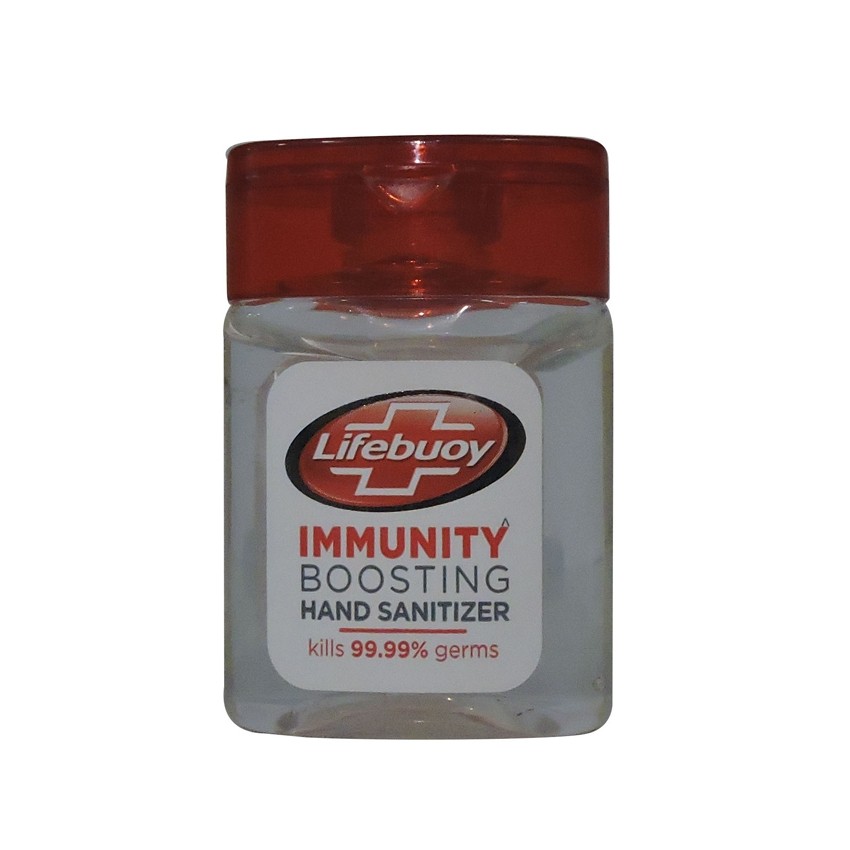 Lifebuoy
IMMUNITY^
BOOSTING
HAND SANITIZER
kills 99.99% germs